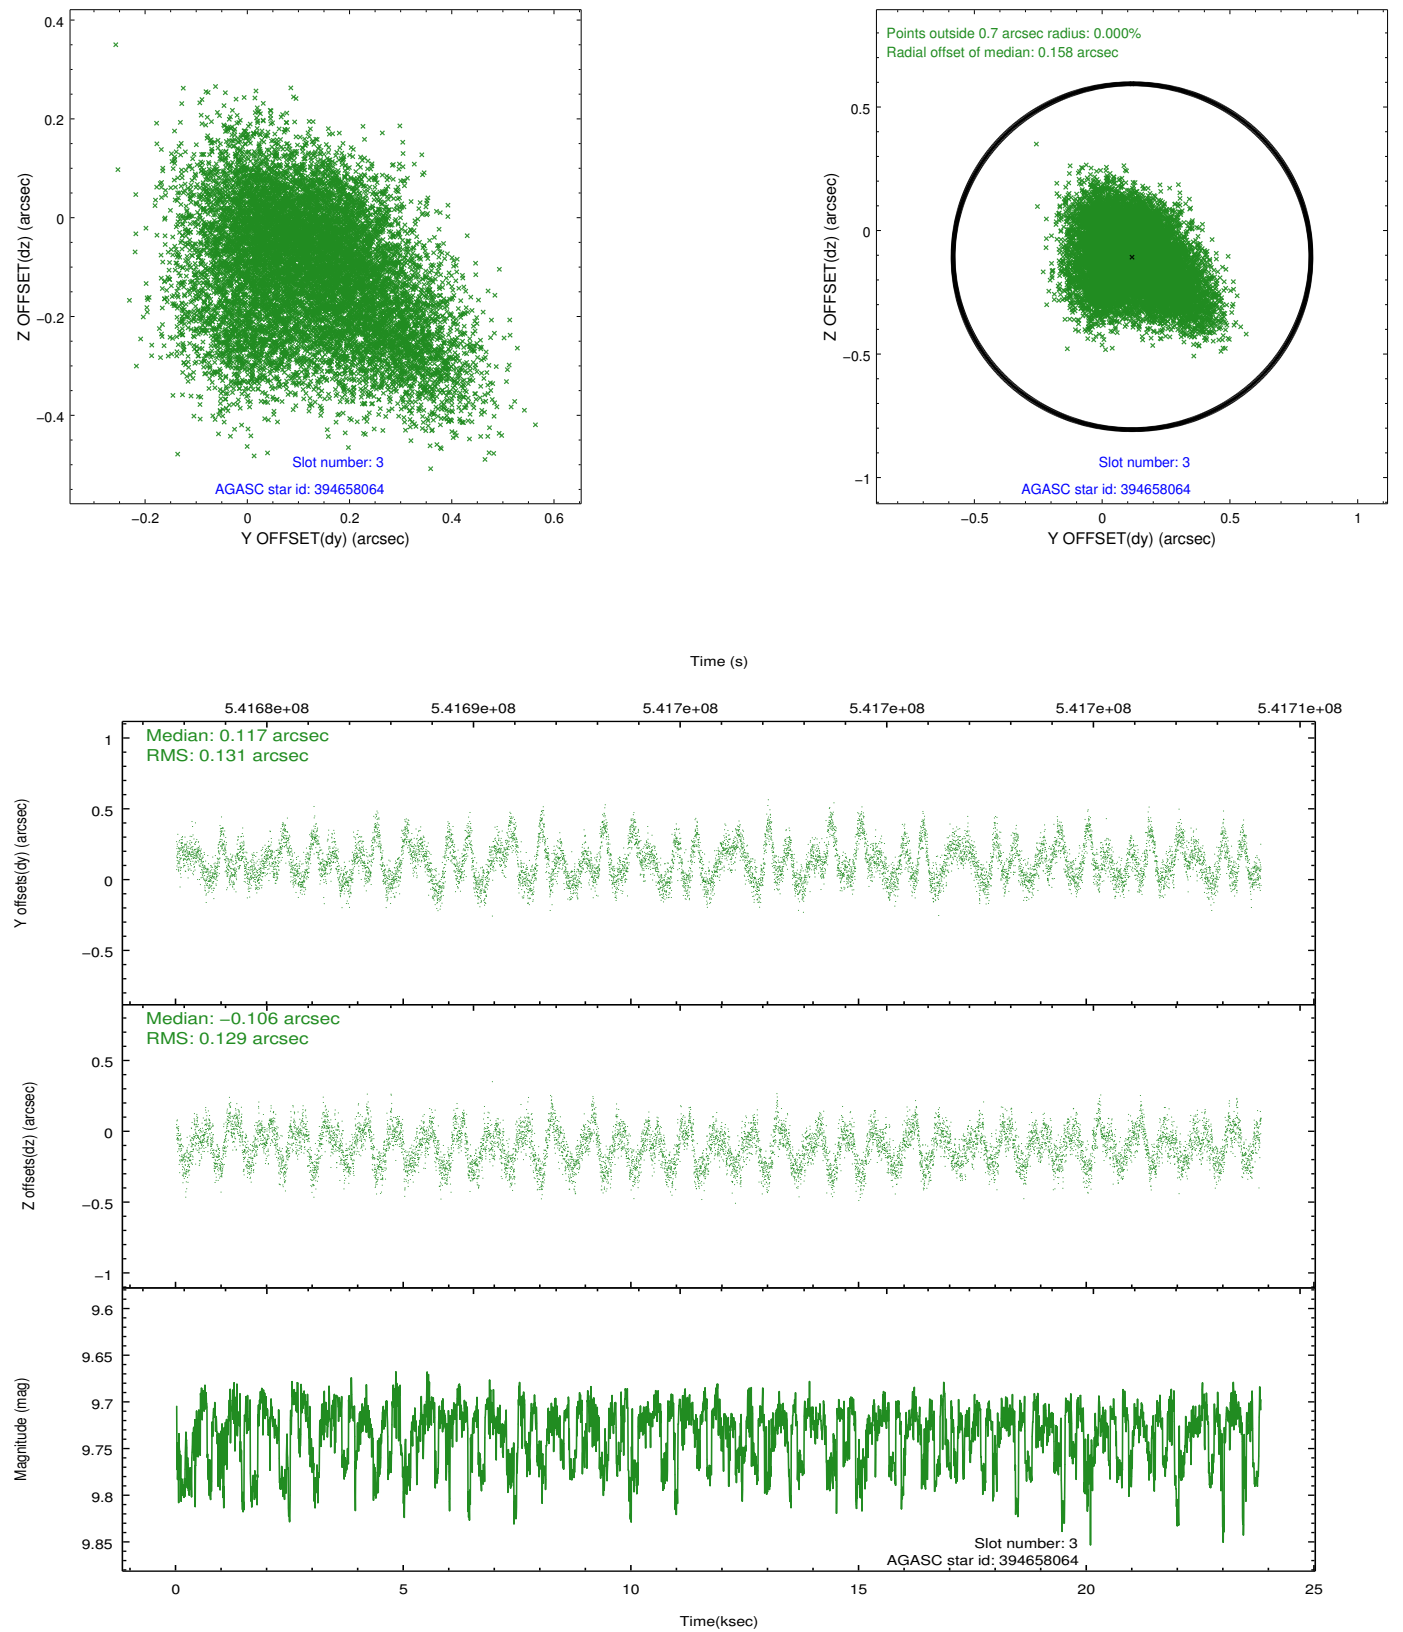 0.4
0.2
0
−0.2
−0.4
Z OFFSET(dz) (arcsec)
Slot number: 3
AGASC star id: 394658064
−0.2 0 0.2 0.4 0.6
Y OFFSET(dy) (arcsec)
Points outside 0.7 arcsec radius: 0.000%
Radial offset of median: 0.158 arcsec
0.5
0
−0.5
−1
Z OFFSET(dz) (arcsec)
Slot number: 3
AGASC star id: 394658064
−0.5 0 0.5 1
Y OFFSET(dy) (arcsec)
Time (s)
5.4168e+08 5.4169e+08 5.417e+08 5.417e+08 5.417e+08 5.4171e+08
Median: 0.117 arcsec
RMS: 0.131 arcsec
1
0.5
0
−0.5
Y offsets(dy) (arcsec)
Median: −0.106 arcsec
RMS: 0.129 arcsec
0.5
0
−0.5
−1
Z offsets(dz) (arcsec)
9.6
9.65
9.7
9.75
9.8
9.85
Magnitude (mag)
Slot number: 3
AGASC star id: 394658064
0 5 10 15 20 25
Time(ksec)